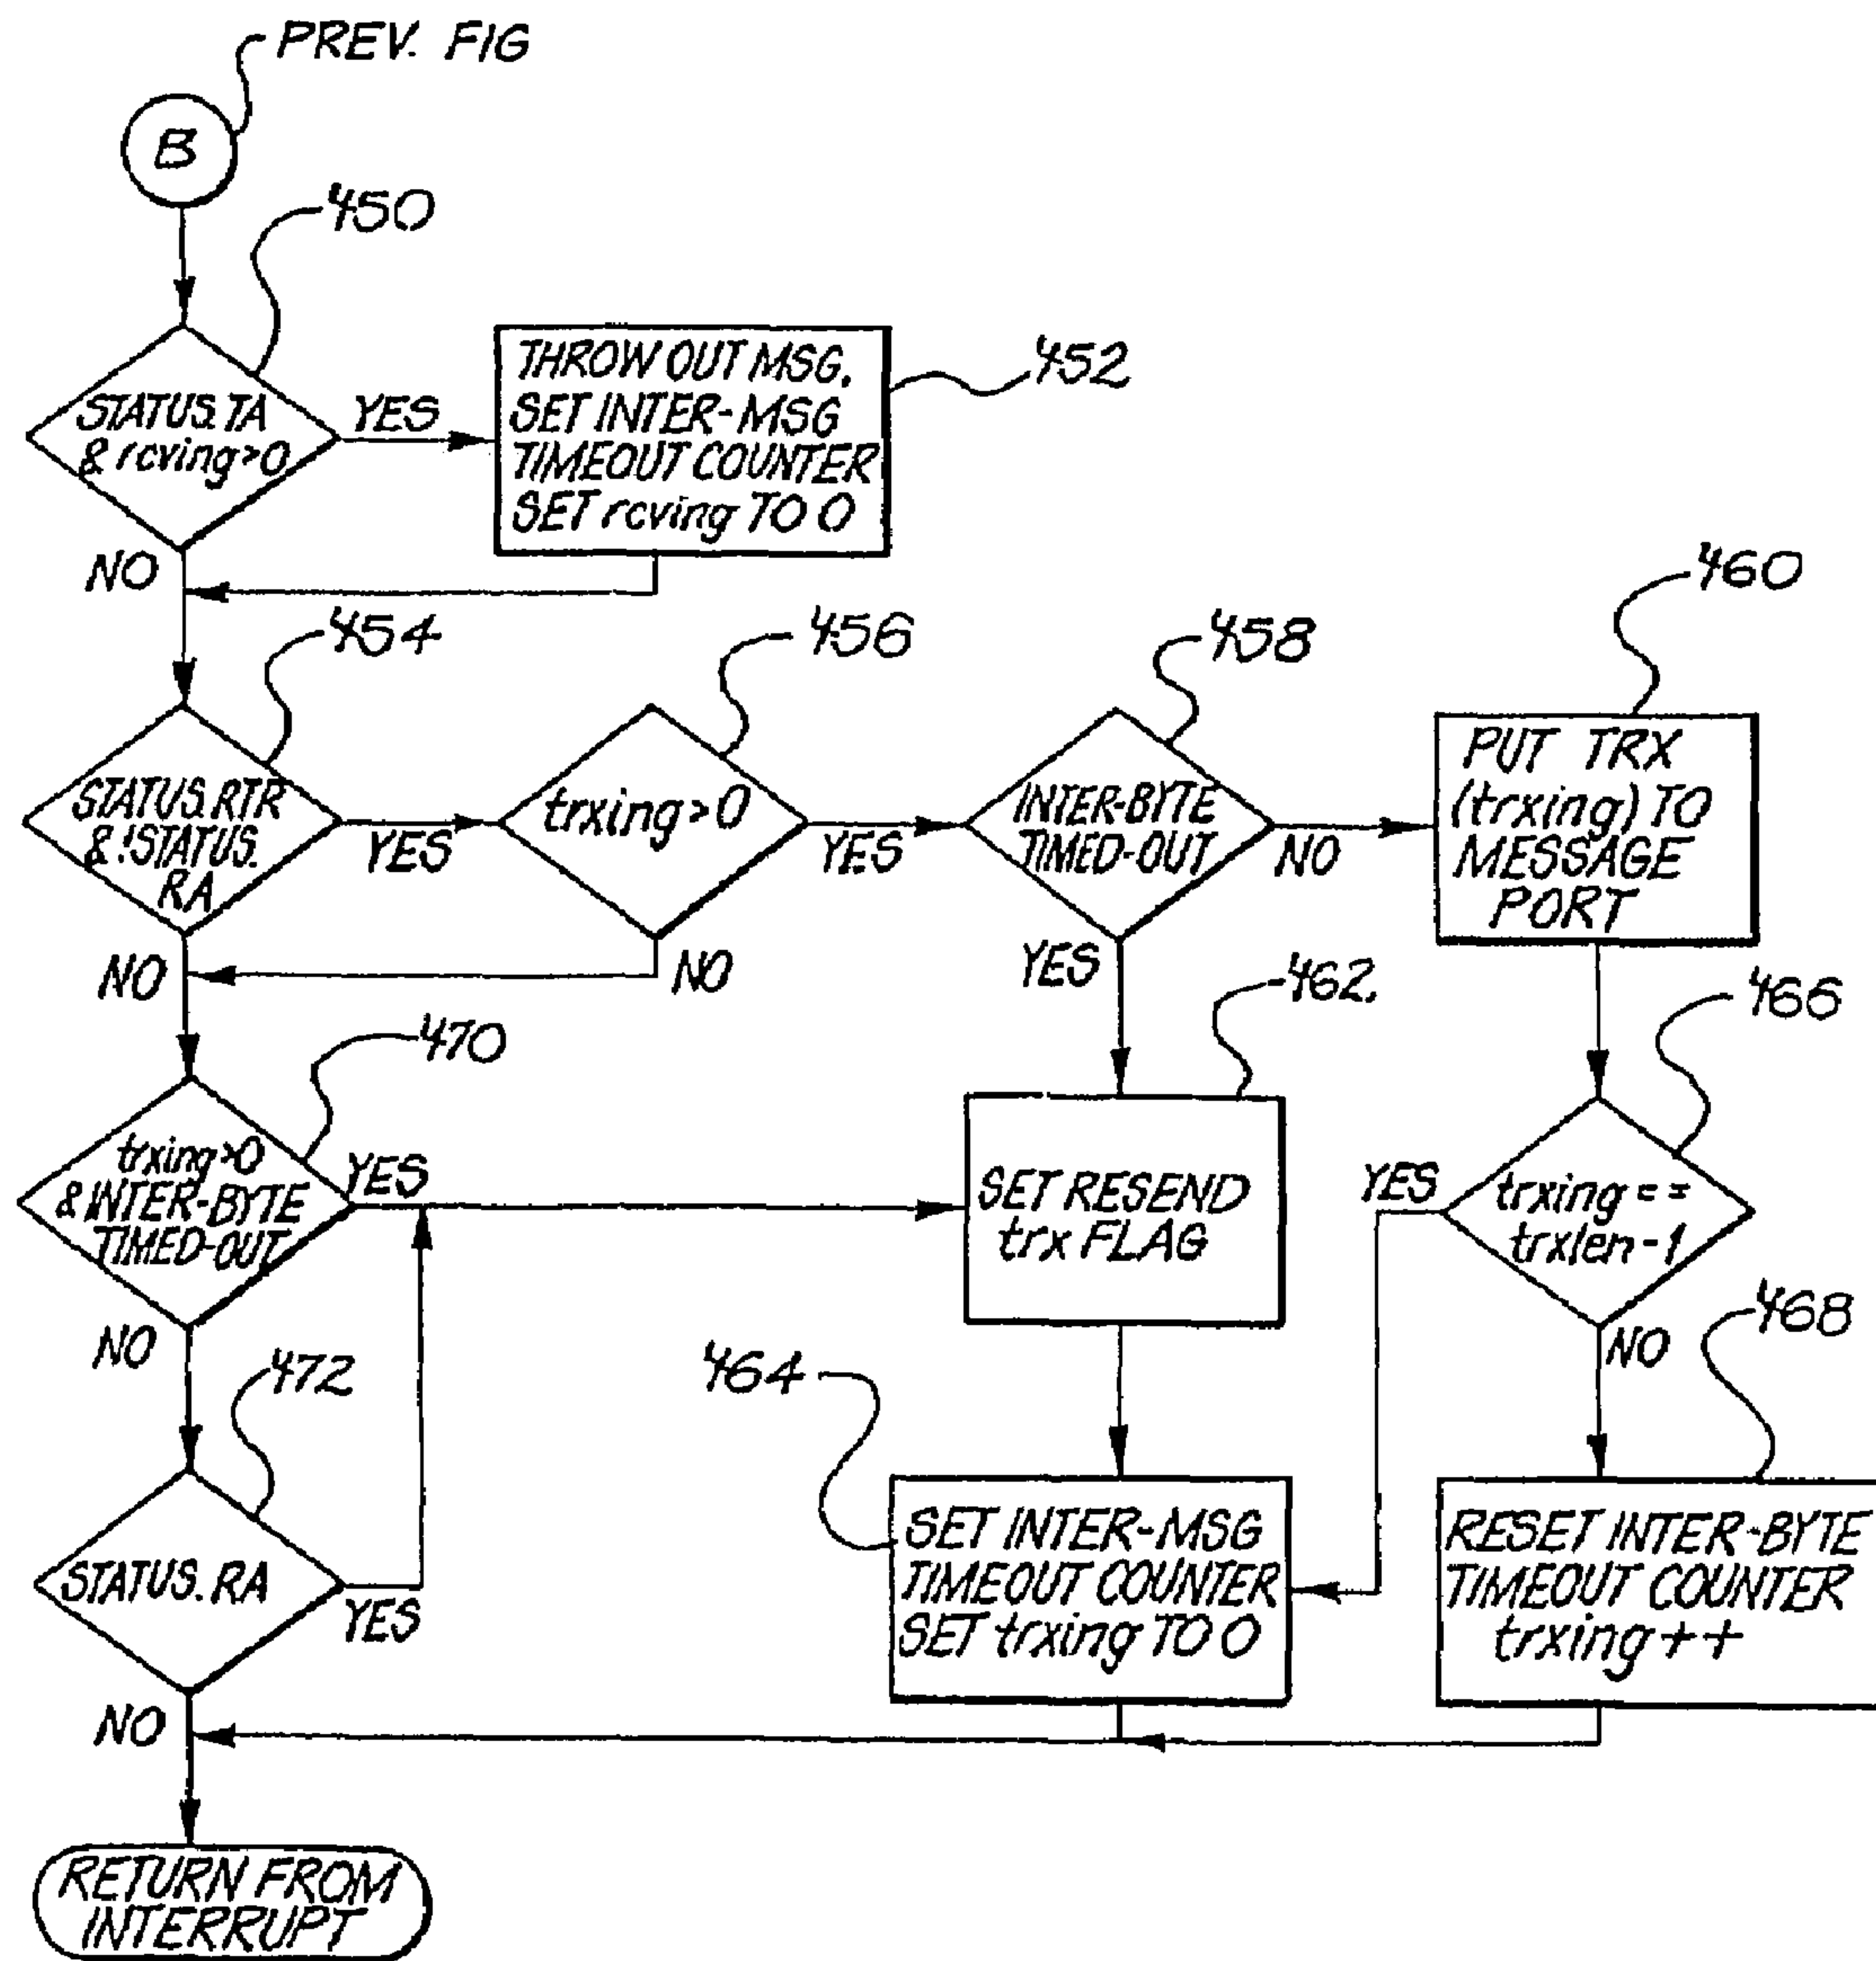 PREV. FIG
B
450
STATUS.TA
& rcving>0
YES
NO
THROW OUT MSG.
SET INTER-MSG
TIMEOUT COUNTER
SET rcving TO 0
452
454
STATUS.RTR
& !STATUS.
RA
YES
NO
456
trxing>0
YES
NO
458
INTER-BYTE
TIMED-OUT
NO
YES
460
PUT TRX
(trxing) TO
MESSAGE
PORT
462.
SET RESEND
trx FLAG
466
trxing==
trxlen-1
YES
NO
470
trxing>0
& INTER-BYTE
TIMED-OUT
YES
NO
472
STATUS.RA
YES
NO
464
SET INTER-MSG
TIMEOUT COUNTER
SET trxing TO 0
468
RESET INTER-BYTE
TIMEOUT COUNTER
trxing++
RETURN FROM
INTERRUPT